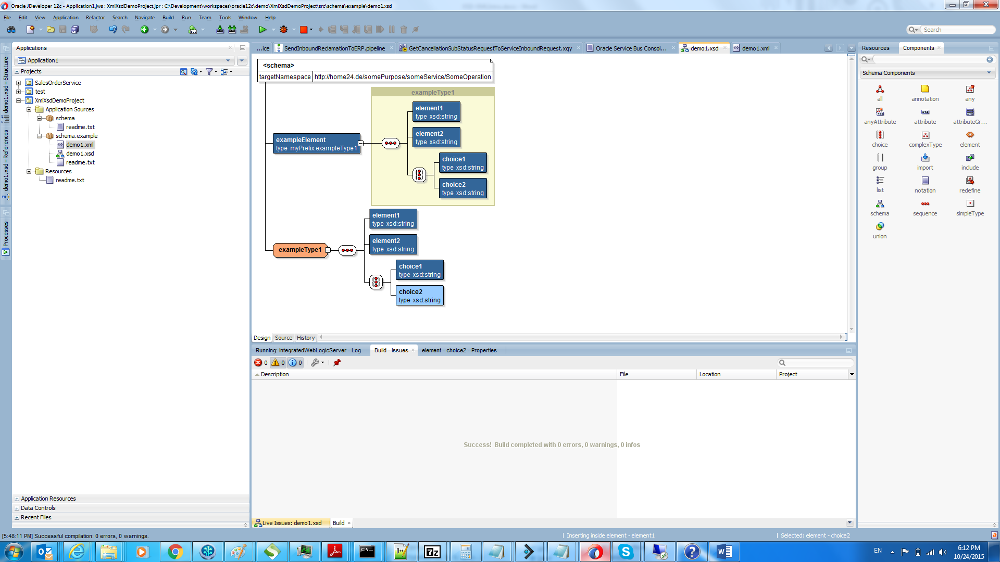 Oracle JDeveloper 12c - Application1.jws : XmlXsdDemoProject.jpr : C:\Development\workspaces\oracle12c\demo\XmlXsdDemoProject\src\schema\example\demo1.xsd
File Edit View Application Refactor Search Navigate Build Run Team Tools Window Help
Search
Applications
Application1
Projects
SalesOrderService
test
XmlXsdDemoProject
Application Sources
schema
readme.txt
schema.example
demo1.xml
demo1.xsd
readme.txt
Resources
readme.txt
Application Resources
Data Controls
Recent Files
demo1.xsd - Structure
demo1.xsd - References
Processes
...ice SendInboundReclamationToERP.pipeline GetCancellationSubStatusRequestToServiceInboundRequest.xqy Oracle Service Bus Consol... demo1.xsd demo1.xml
<schema>
targetNamespace http://home24.de/somePurpose/someService/SomeOperation
exampleType1
element1
type xsd:string
element2
type xsd:string
exampleElement
type myPrefix:exampleType1
choice1
type xsd:string
choice2
type xsd:string
element1
type xsd:string
element2
type xsd:string
exampleType1
choice1
type xsd:string
choice2
type xsd:string
Design Source History
Running: IntegratedWebLogicServer - Log Build - Issues element - choice2 - Properties
0 0 0
Description File Location Project
Success! Build completed with 0 errors, 0 warnings, 0 infos
Live Issues: demo1.xsd Build
Resources Components
Schema Components
all annotation any
anyAttribute attribute attributeGr...
choice complexType element
group import include
list notation redefine
schema sequence simpleType
union
[5:48:11 PM] Successful compilation: 0 errors, 0 warnings.
Inserting inside element - element1
Selected: element - choice2
EN
6:12 PM
10/24/2015